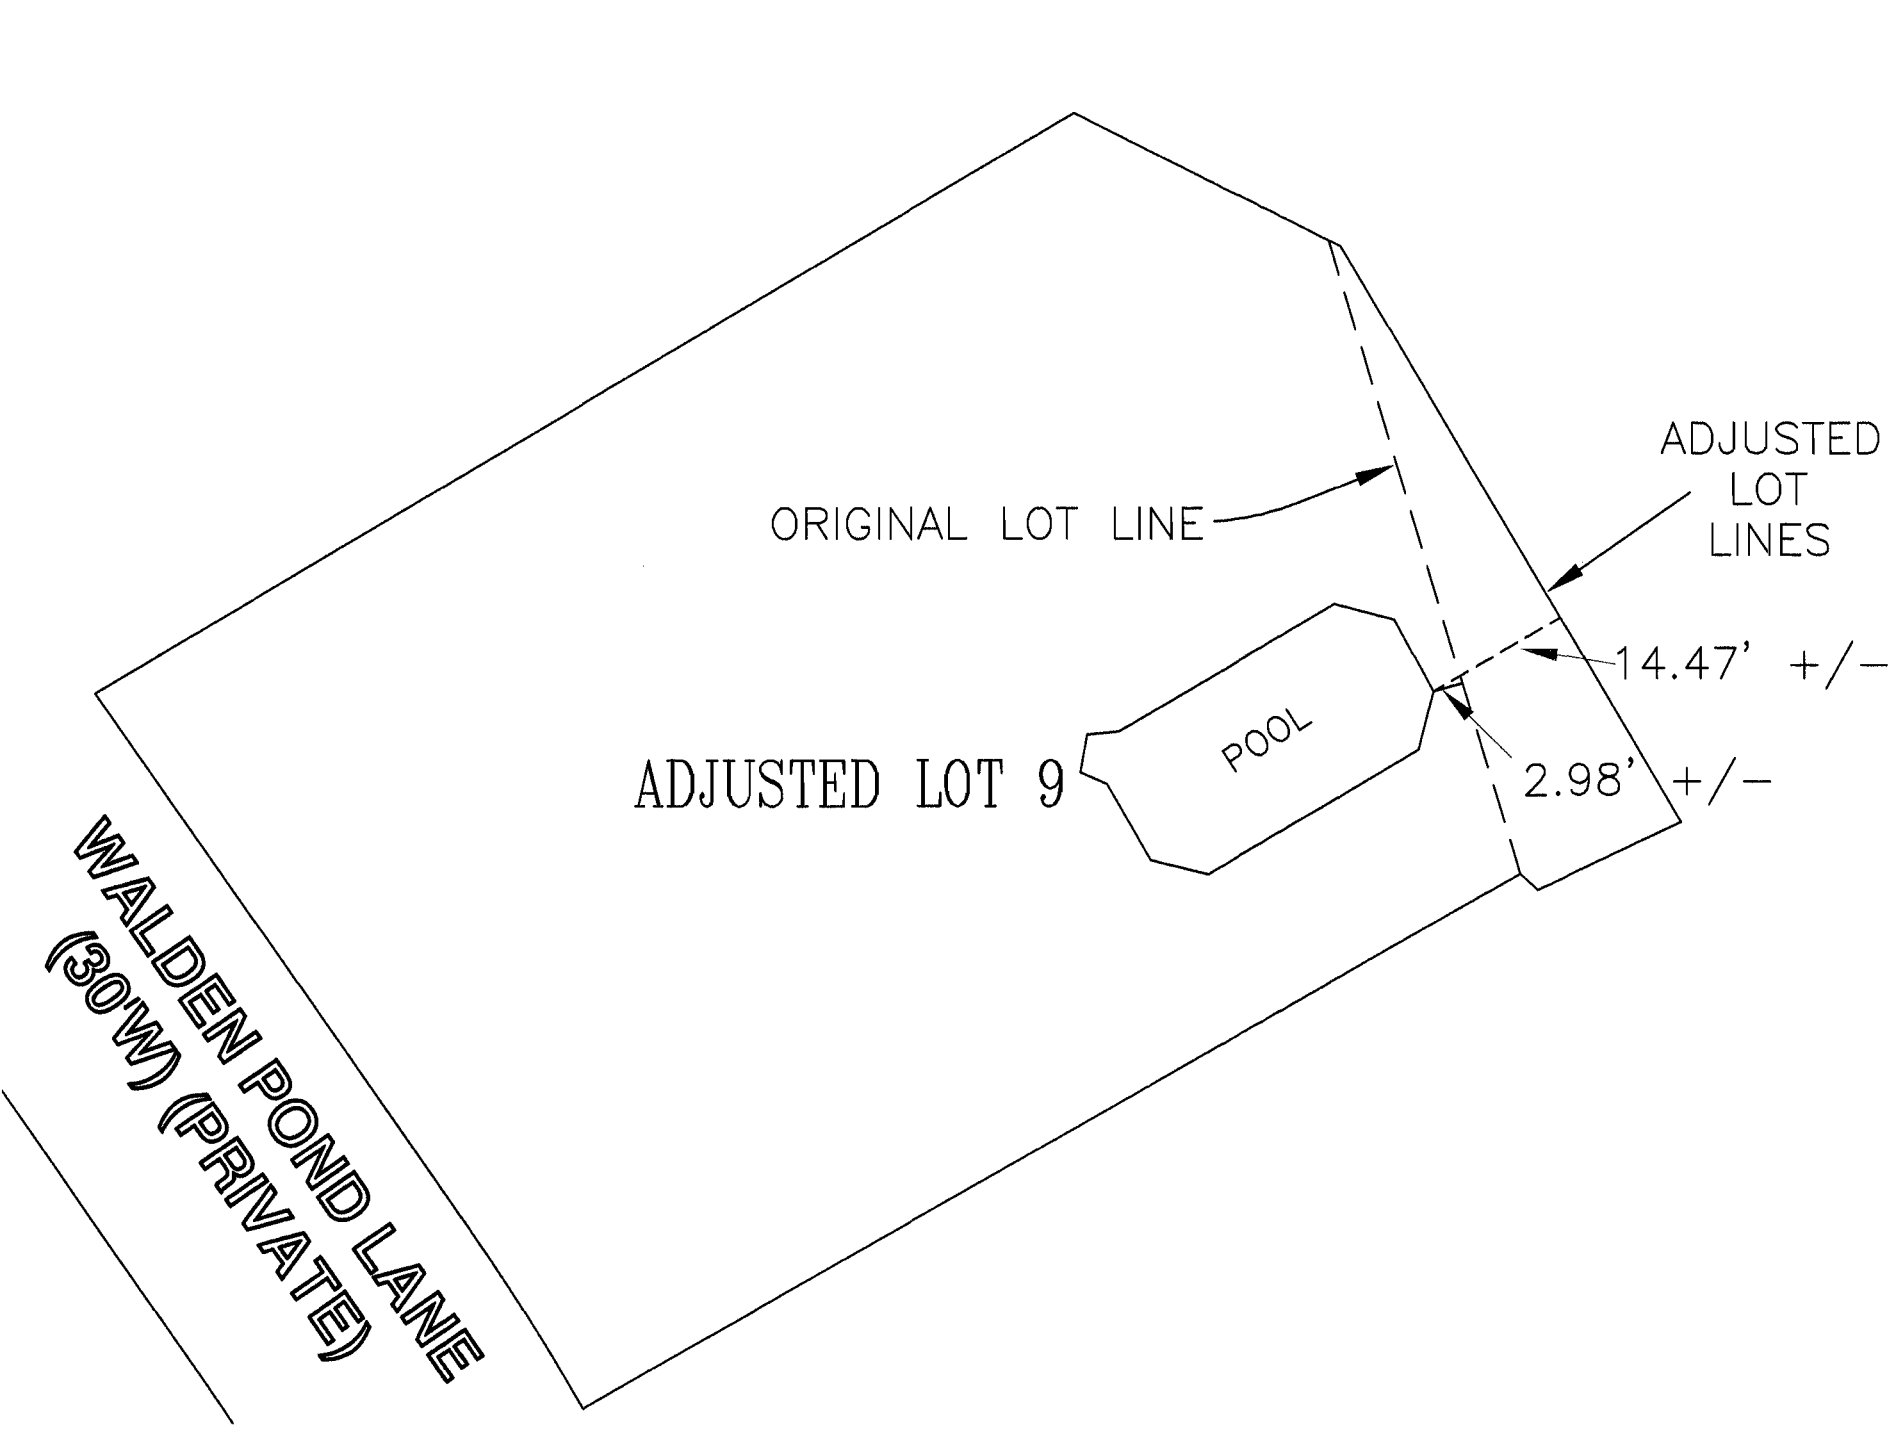 ADJUSTED
LOT
LINES
ORIGINAL LOT LINE
14.47' +/-
POOL
2.98' +/-
ADJUSTED LOT 9
WALDEN POND LANE
(30'W) (PRIVATE)